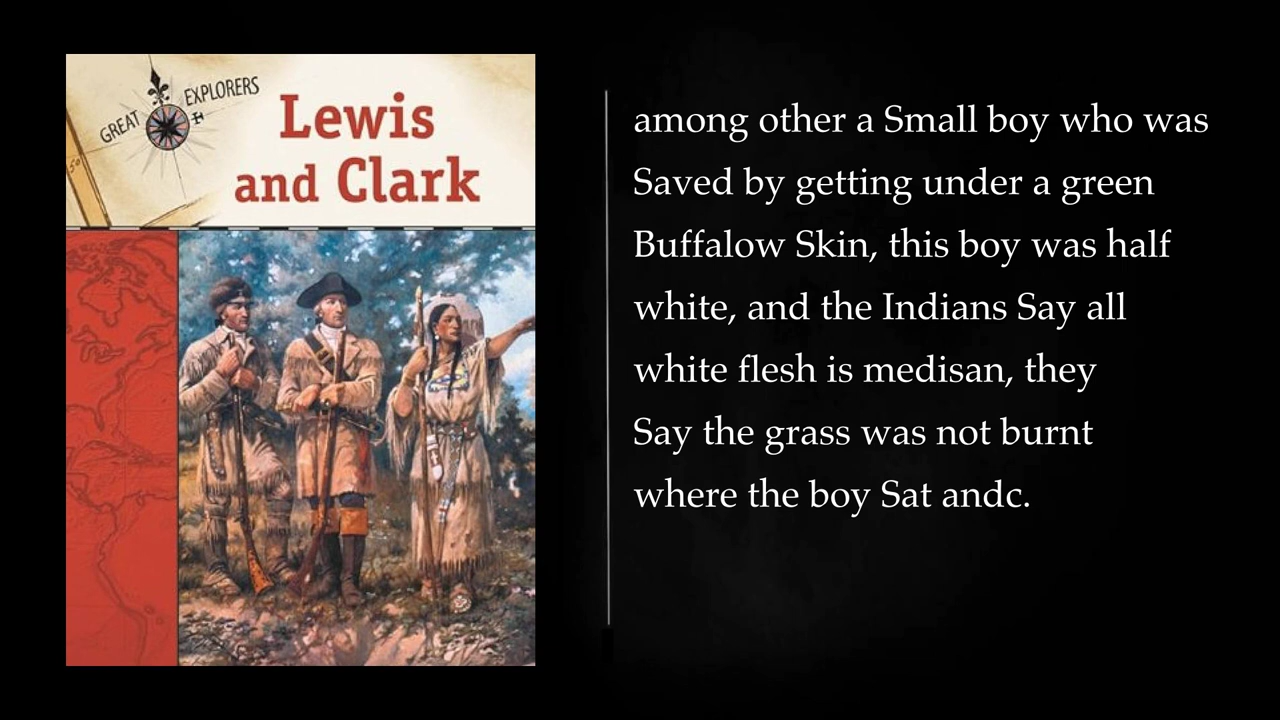 GREAT EXPLORERS
Lewis
and Clark
among other a Small boy who was
Saved by getting under a green
Buffalow Skin, this boy was half
white, and the Indians Say all
white flesh is medisan, they
Say the grass was not burnt
where the boy Sat andc.